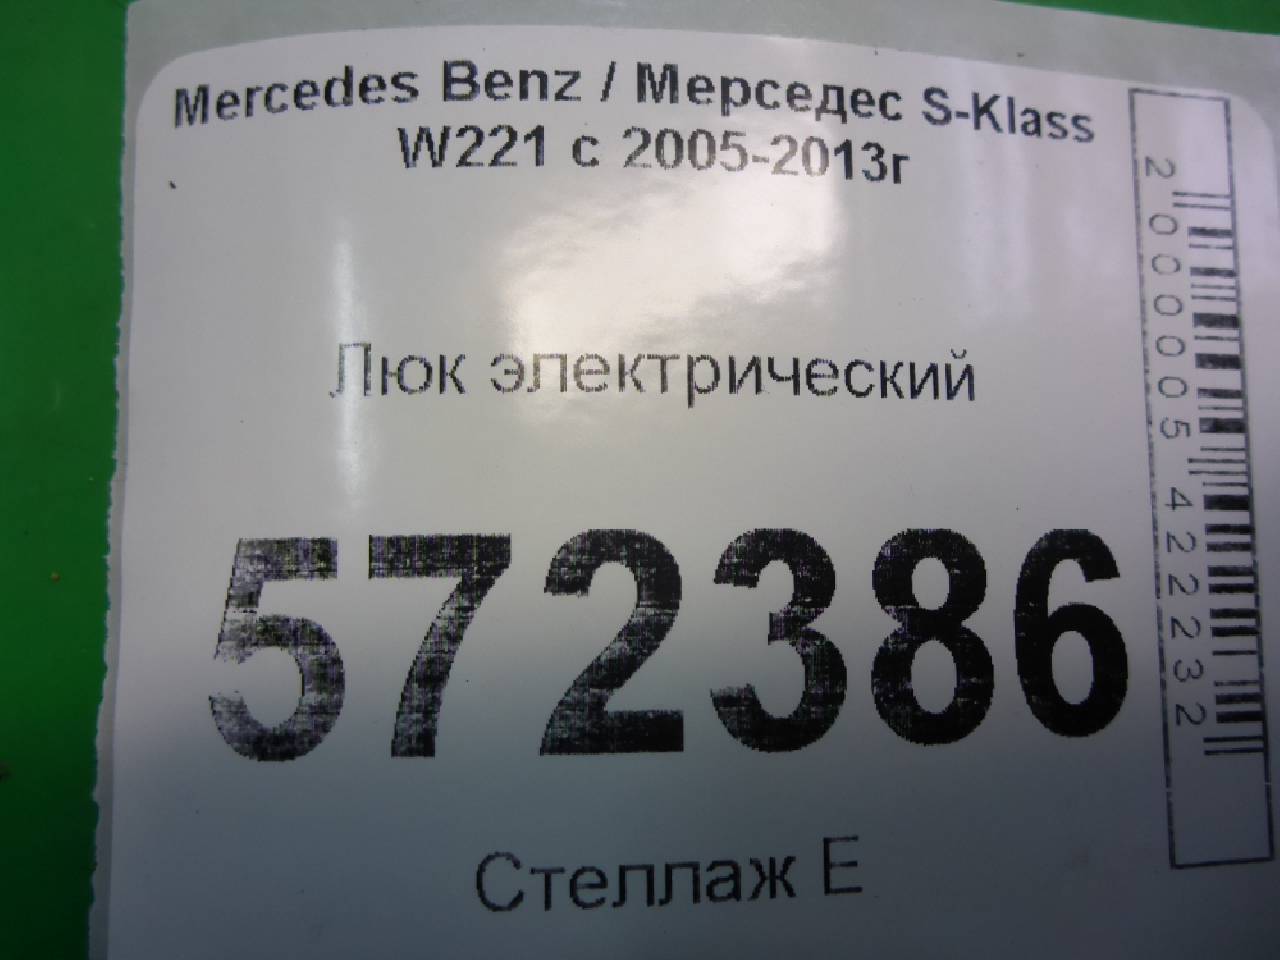 Mercedes Benz / Мерседес S-Klass
W221 с 2005-2013г
Люк электрический
572386
Стеллаж Е
2000005422232